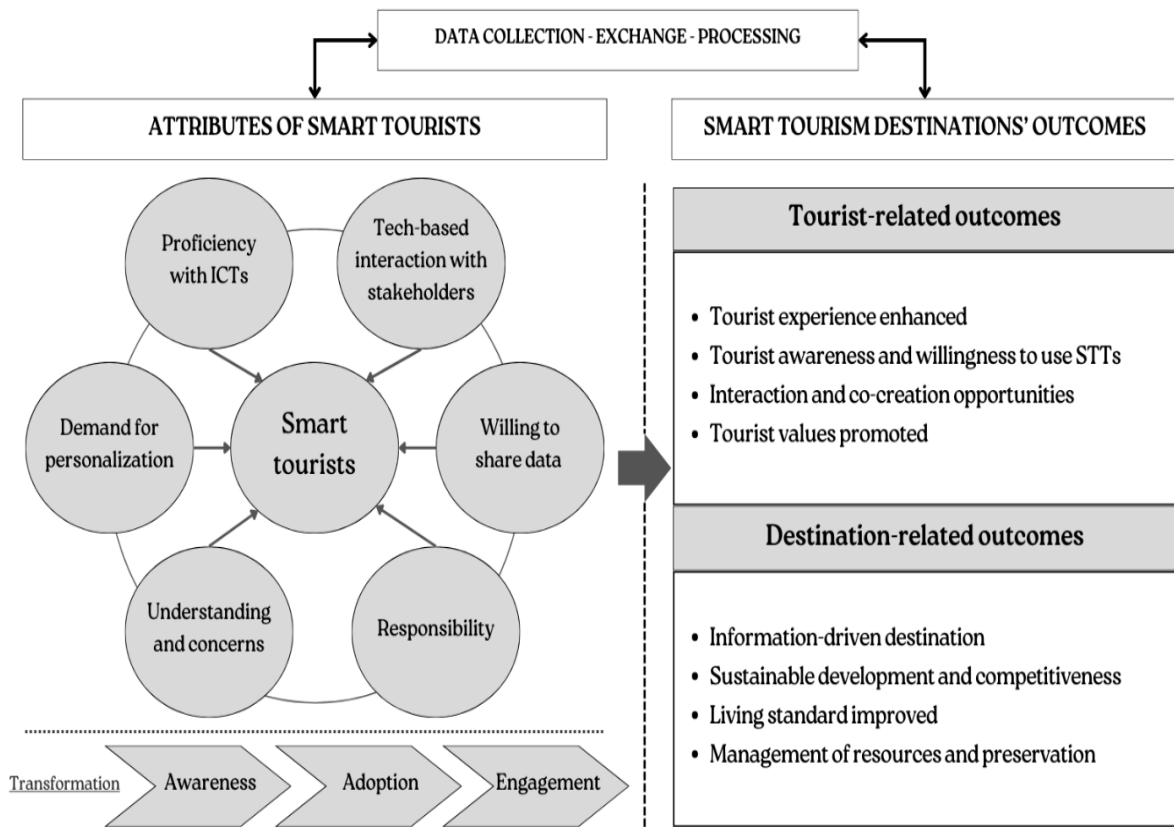 DATA COLLECTION - EXCHANGE - PROCESSING
ATTRIBUTES OF SMART TOURISTS
Proficiency
with ICTs
Tech-based
interaction with
stakeholders
Demand for
personalization
Smart
tourists
Willing to
share data
Understanding
and concerns
Responsibility
Transformation
Awareness
Adoption
Engagement
SMART TOURISM DESTINATIONS' OUTCOMES
Tourist-related outcomes
• Tourist experience enhanced
• Tourist awareness and willingness to use STTs
• Interaction and co-creation opportunities
• Tourist values promoted
Destination-related outcomes
• Information-driven destination
• Sustainable development and competitiveness
• Living standard improved
• Management of resources and preservation